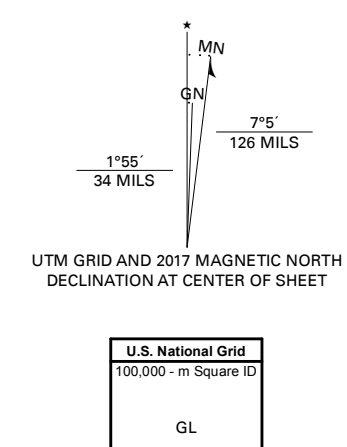 ★
MN
GN
7°5´
126 MILS
1°55´
34 MILS
UTM GRID AND 2017 MAGNETIC NORTH
DECLINATION AT CENTER OF SHEET
U.S. National Grid
100,000 - m Square ID
GL